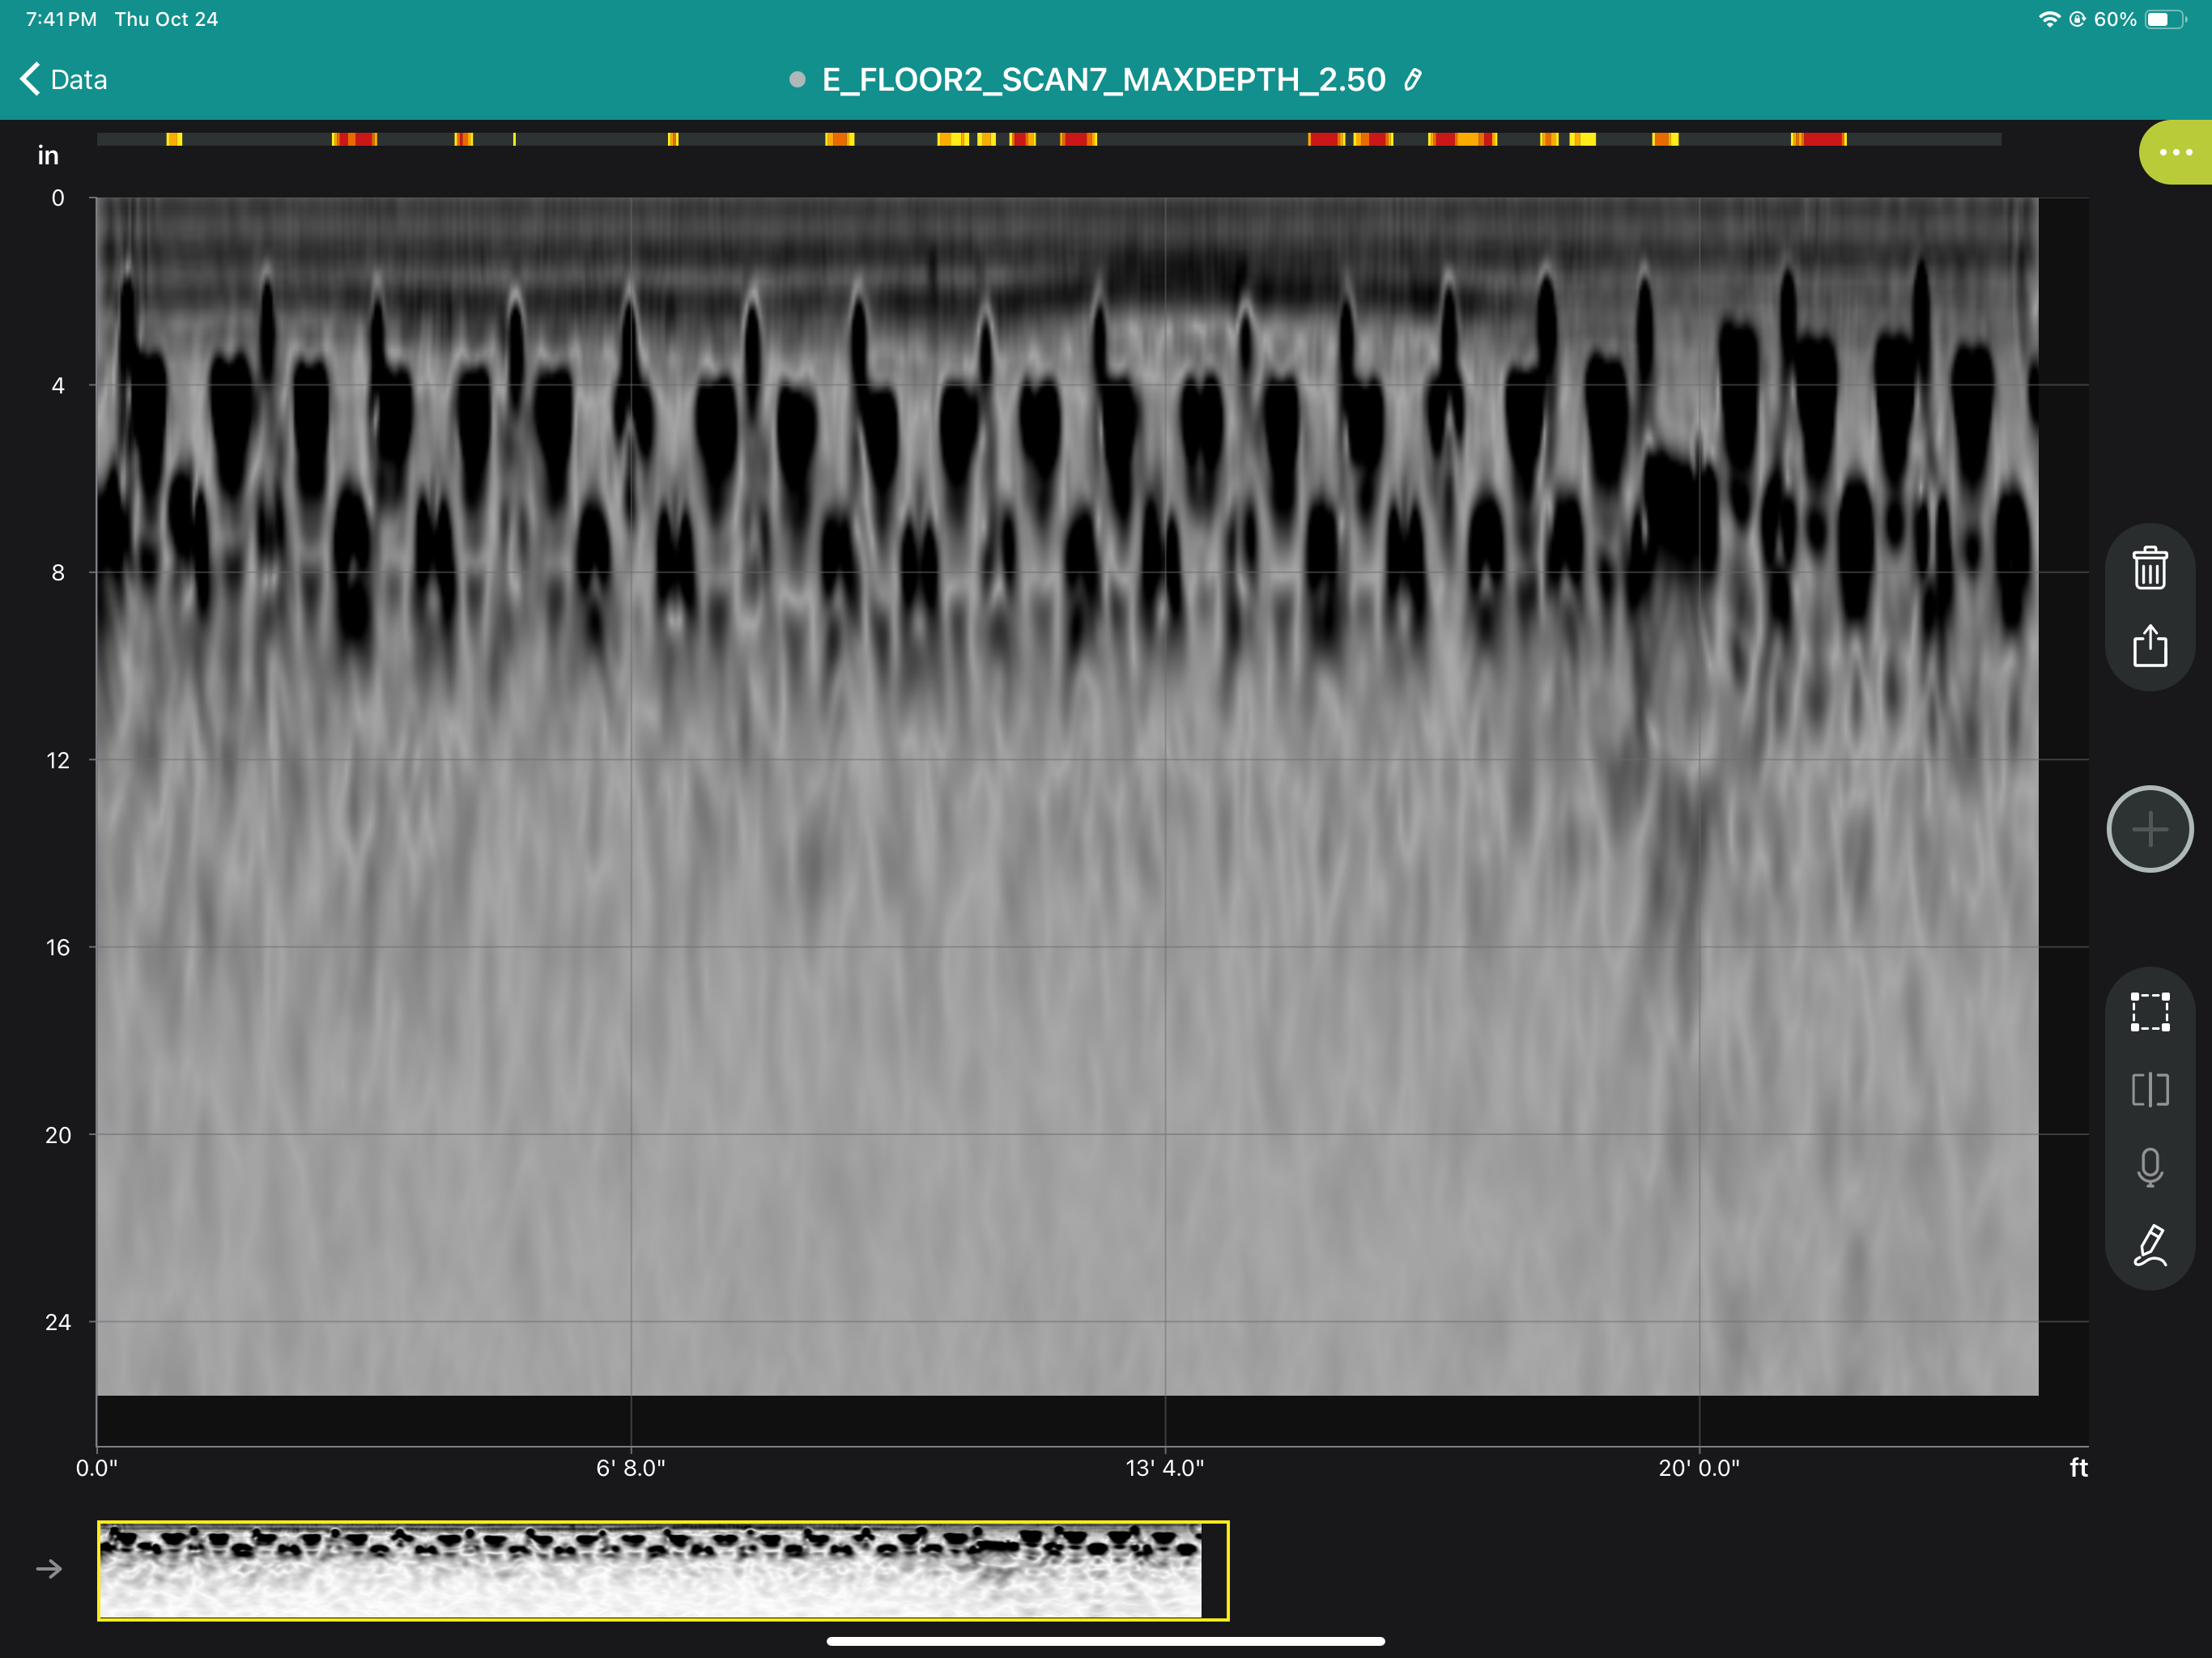 7:41 PM Thu Oct 24
60%
Data
E_FLOOR2_SCAN7_MAXDEPTH_2.50
in
0
4
8
12
16
20
24
0.0" 6' 8.0" 13' 4.0" 20' 0.0" ft